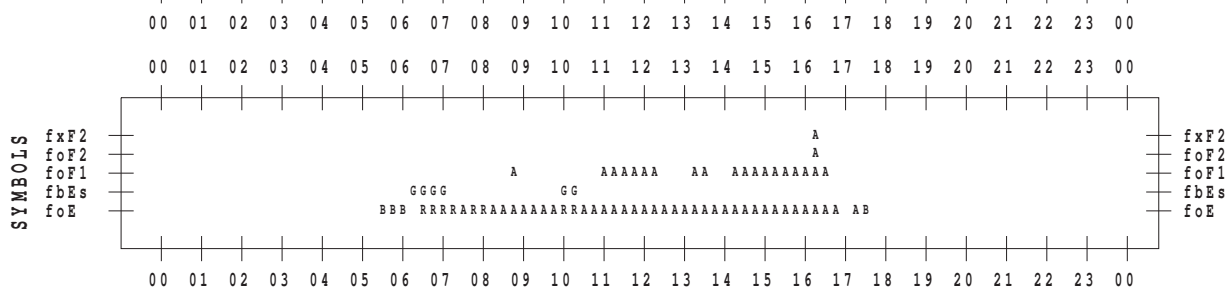 00 01 02 03 04 05 06 07 08 09 10 11 12 13 14 15 16 17 18 19 20 21 22 23 00
00 01 02 03 04 05 06 07 08 09 10 11 12 13 14 15 16 17 18 19 20 21 22 23 00
SYMBOLS
fxF2 A fxF2
foF2 A foF2
foF1 A AAAAAA AA AAAAAAAAAA foF1
fbEs GGGG GG fbEs
foE BBB RRRRARRAAAAAAARRAAAAAAAAAAAAAAAAAAAAAAAAAA AB foE
00 01 02 03 04 05 06 07 08 09 10 11 12 13 14 15 16 17 18 19 20 21 22 23 00